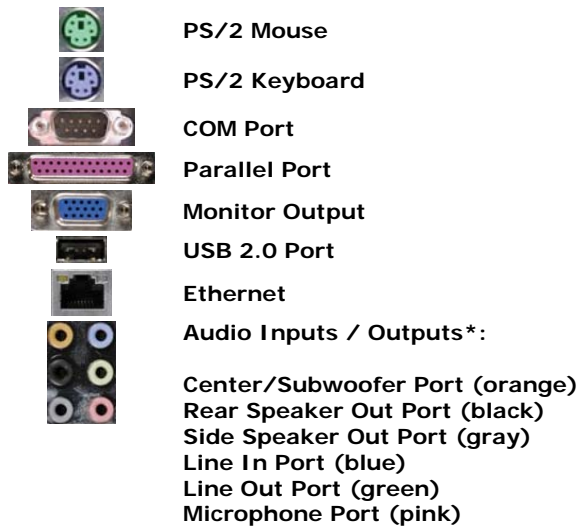 PS/2 Mouse
PS/2 Keyboard
COM Port
Parallel Port
Monitor Output
USB 2.0 Port
Ethernet
Audio Inputs / Outputs*:
Center/Subwoofer Port (orange)
Rear Speaker Out Port (black)
Side Speaker Out Port (gray)
Line In Port (blue)
Line Out Port (green)
Microphone Port (pink)